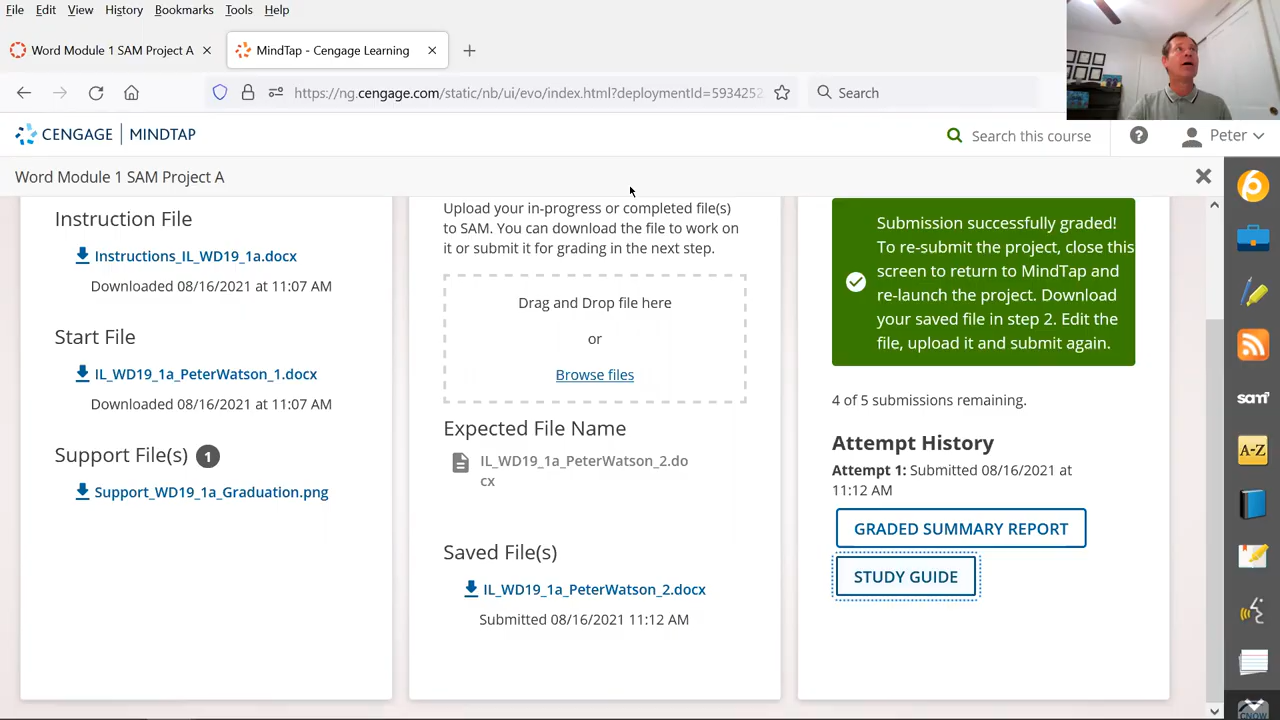 File Edit View History Bookmarks Tools Help
Word Module 1 SAM Project A
MindTap - Cengage Learning
https://ng.cengage.com/static/nb/ui/evo/index.html?deploymentId=5934252
Search
CENGAGE | MINDTAP
Search this course
Peter
Word Module 1 SAM Project A
Instruction File
Instructions_IL_WD19_1a.docx
Downloaded 08/16/2021 at 11:07 AM
Start File
IL_WD19_1a_PeterWatson_1.docx
Downloaded 08/16/2021 at 11:07 AM
Support File(s) 1
Support_WD19_1a_Graduation.png
Upload your in-progress or completed file(s)
to SAM. You can download the file to work on
it or submit it for grading in the next step.
Drag and Drop file here
or
Browse files
Expected File Name
IL_WD19_1a_PeterWatson_2.do
cx
Saved File(s)
IL_WD19_1a_PeterWatson_2.docx
Submitted 08/16/2021 11:12 AM
Submission successfully graded!
To re-submit the project, close this
screen to return to MindTap and
re-launch the project. Download
your saved file in step 2. Edit the
file, upload it and submit again.
4 of 5 submissions remaining.
Attempt History
Attempt 1: Submitted 08/16/2021 at
11:12 AM
GRADED SUMMARY REPORT
STUDY GUIDE
sam
A-Z
CNOW